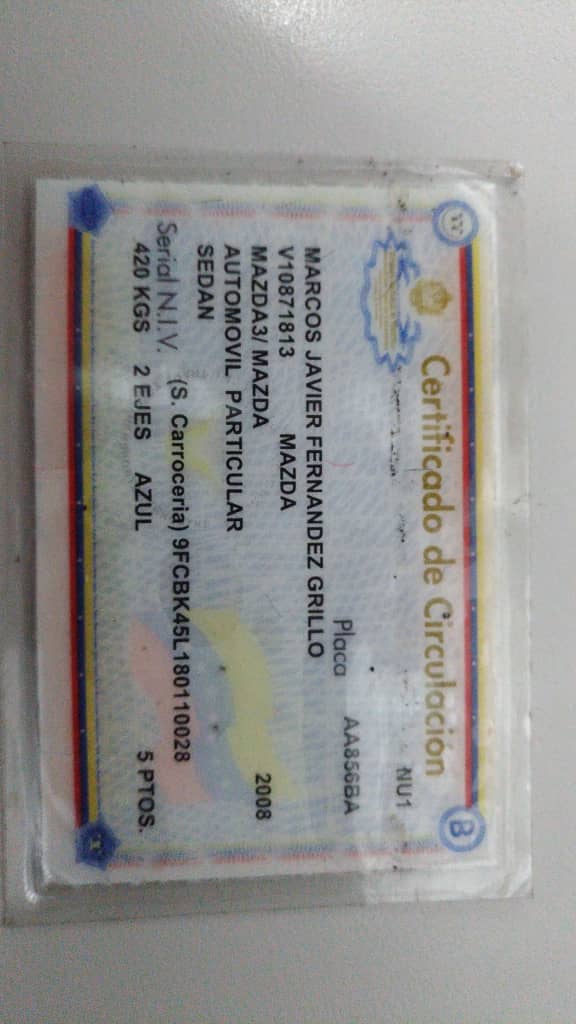 Certificado de Circulación
NU1
Placa AA856BA
MARCOS JAVIER FERNANDEZ GRILLO
V10871813 MAZDA
MAZDA3/ MAZDA 2008
AUTOMOVIL PARTICULAR
SEDAN
Serial N.I.V. (S. Carroceria) 9FCBK45L180110028
420 KGS 2 EJES AZUL 5 PTOS.
B